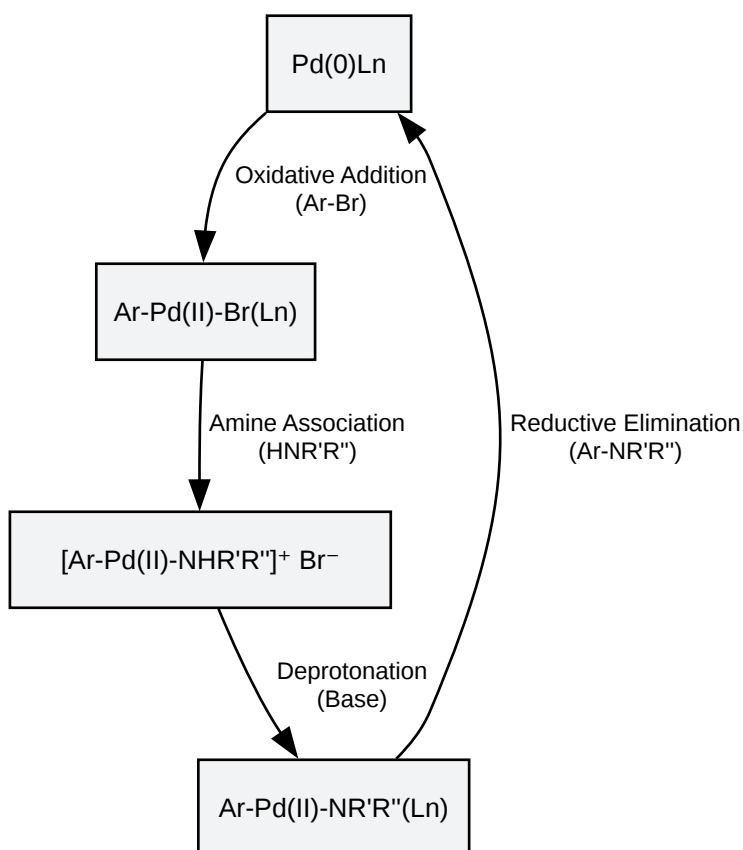 Pd(0)Ln
Oxidative Addition
(Ar-Br)
Ar-Pd(II)-Br(Ln)
Amine Association
(HNR'R")
Reductive Elimination
(Ar-NR'R")
[Ar-Pd(II)-NHR'R"]⁺ Br⁻
Deprotonation
(Base)
Ar-Pd(II)-NR'R"(Ln)